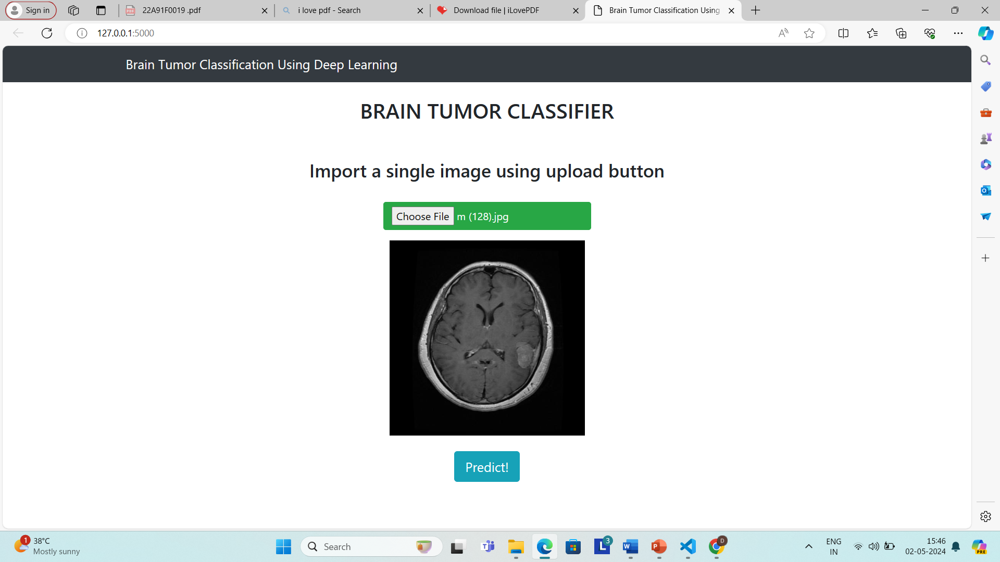 Sign in
22A91F0019 .pdf
i love pdf - Search
Download file | iLovePDF
Brain Tumor Classification Using
127.0.0.1:5000
Brain Tumor Classification Using Deep Learning
BRAIN TUMOR CLASSIFIER
Import a single image using upload button
Choose File m (128).jpg
Predict!
1
38°C
Mostly sunny
Search
3
D
ENG
IN
15:46
02-05-2024
PRE